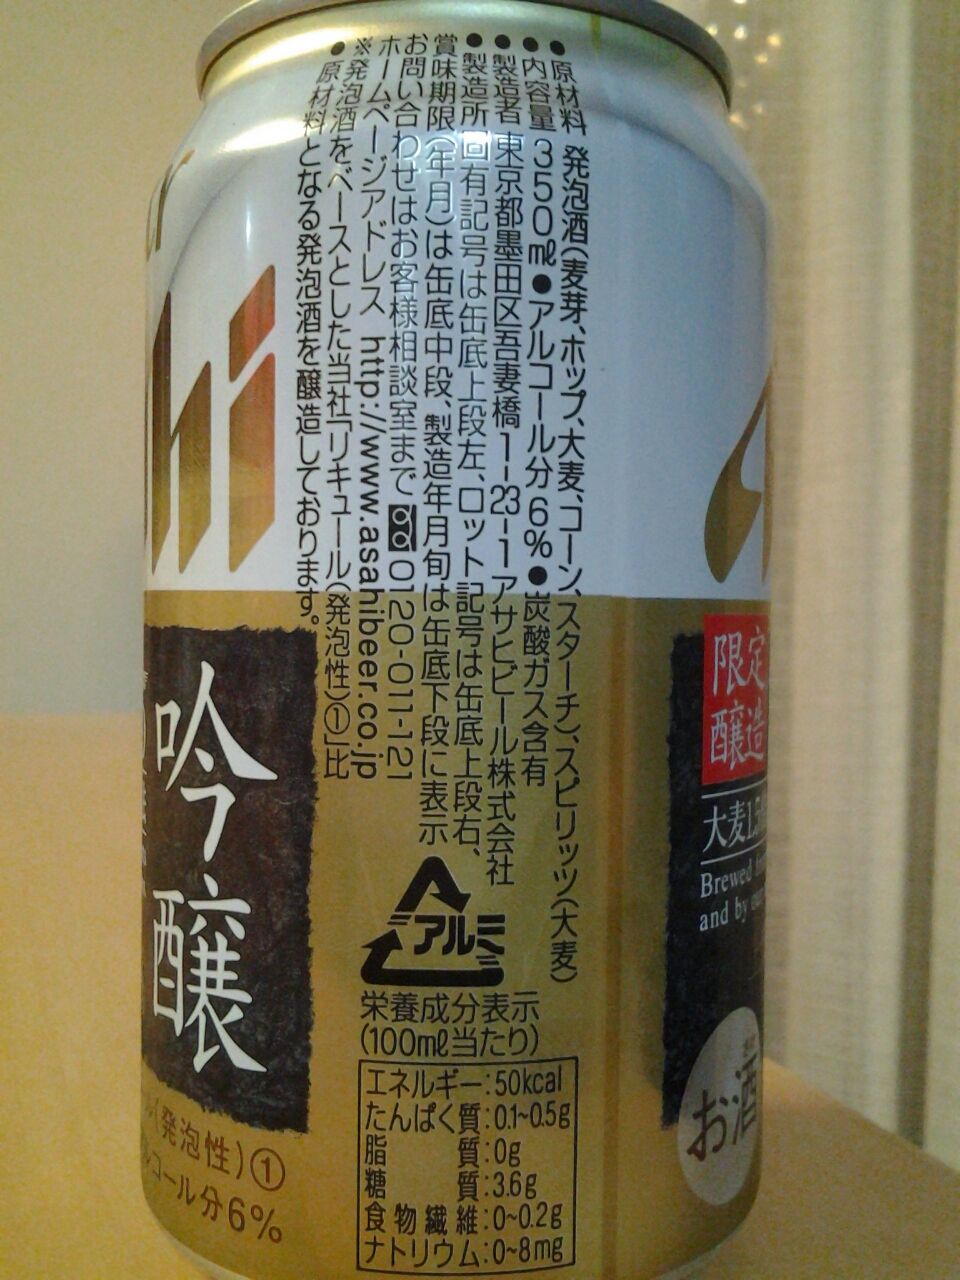 ●原材料 発泡酒(麦芽、ホップ、大麦、コーン、スターチ)、スピリッツ(大麦)
●内容量 350㎖ ●アルコール分6% ●炭酸ガス含有
●製造者 東京都墨田区吾妻橋1-23-1 アサヒビール株式会社
●製造所 固有記号は缶底上段左、ロット記号は缶底上段右、
賞味期限(年月)は缶底中段、製造年月旬は缶底下段に表示
お問い合わせはお客様相談室まで 0120-011-121
ホームページアドレス http://www.asahibeer.co.jp
※発泡酒をベースとした当社「リキュール(発泡性)①」比
●原材料となる発泡酒を醸造しております。
アルミ
栄養成分表示
(100㎖当たり)
エネルギー:50kcal
たんぱく質:0.1~0.5g
脂質:0g
糖質:3.6g
食物繊維:0~0.2g
ナトリウム:0~8mg
hi
吟醸
(発泡性)①
コール分6%
限定
醸造
大麦1.5
Brewed
and by
お酒